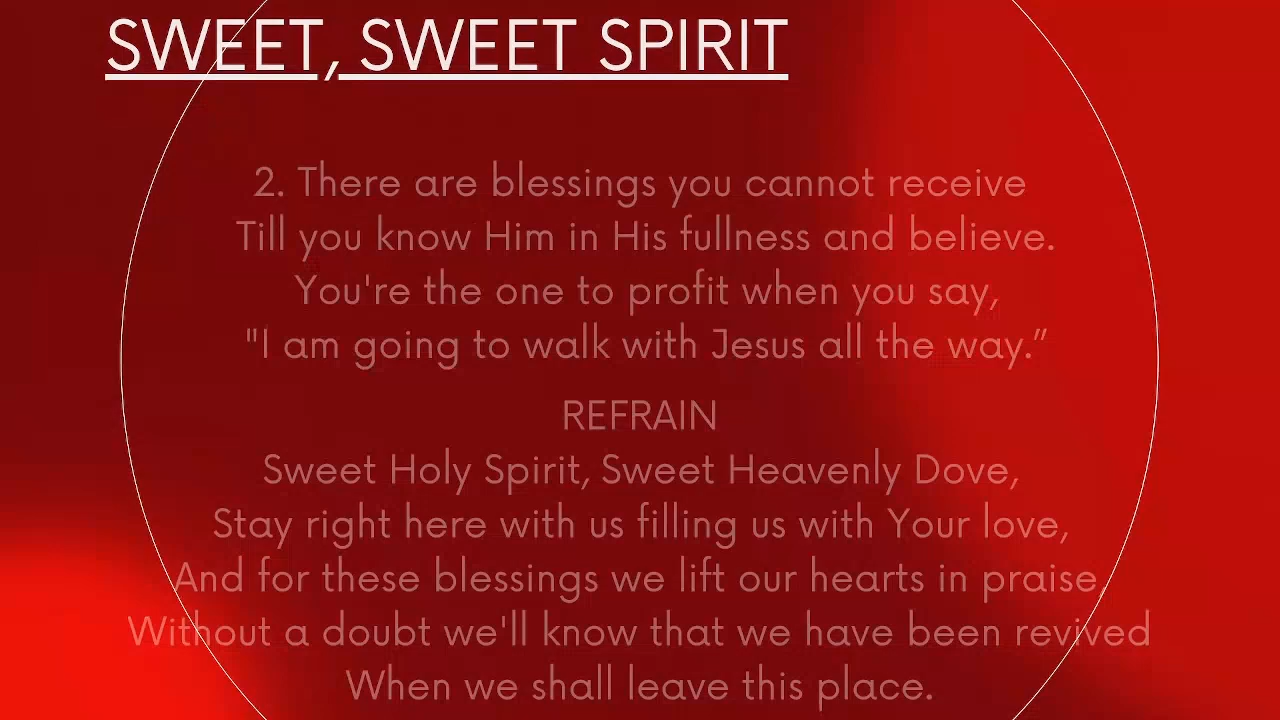 SWEET, SWEET SPIRIT
2. There are blessings you cannot receive
Till you know Him in His fullness and believe.
You're the one to profit when you say,
"I am going to walk with Jesus all the way.”
REFRAIN
Sweet Holy Spirit, Sweet Heavenly Dove,
Stay right here with us filling us with Your love,
And for these blessings we lift our hearts in praise,
Without a doubt we'll know that we have been revived
When we shall leave this place.